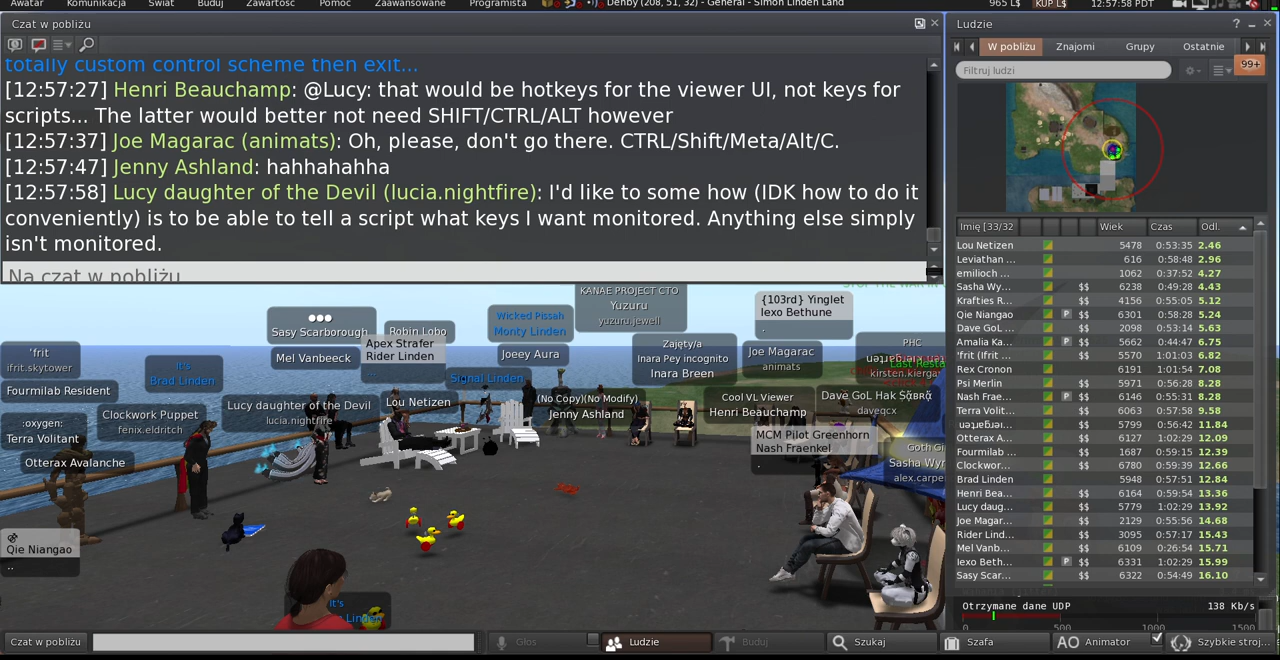 Awatar Komunikacja Świat Buduj Zawartość Pomoc Zaawansowane Programista Denby (208, 51, 32) - General - Simon Linden Land 965 L$ KUP L$ 12:57:58 PDT
Czat w pobliżu
totally custom control scheme then exit...
[12:57:27] Henri Beauchamp: @Lucy: that would be hotkeys for the viewer UI, not keys for
scripts... The latter would better not need SHIFT/CTRL/ALT however
[12:57:37] Joe Magarac (animats): Oh, please, don't go there. CTRL/Shift/Meta/Alt/C.
[12:57:47] Jenny Ashland: hahhahahha
[12:57:58] Lucy daughter of the Devil (lucia.nightfire): I'd like to some how (IDK how to do it
conveniently) is to be able to tell a script what keys I want monitored. Anything else simply
isn't monitored.
Na czat w pobliżu
KANAE PROJECT CTO
Yuzuru
yuzuru.jewell
{103rd} Yinglet
Iexo Bethune
.
●●●
Sasy Scarborough
Robin Lobo
Wicked Pissah
Monty Linden
Apex Strafer
Rider Linden
...
'frit
ifrit.skytower
It's
Brad Linden
Mel Vanbeeck
Joeey Aura
Zajęty/a
Inara Pey incognito
Inara Breen
Joe Magarac
animats
PHC
kirsten.kierga
Last Resta
Signal Linden
Fourmilab Resident
Clockwork Puppet
fenix.eldritch
Lucy daughter of the Devil
lucia.nightfire
Lou Netizen
(No Copy)(No Modify)
Jenny Ashland
Cool VL Viewer
Henri Beauchamp
daveqcx
:oxygen:
Terra Volitant
Otterax Avalanche
MCM Pilot Greenhorn
Nash Fraenkel
.
Goth Gi
Sasha Wyr
alex.carpe
Qie Niangao
..
It's
Linden
Ludzie
? _ ×
W pobliżu Znajomi Grupy Ostatnie
99+
Filtruj ludzi
Imię [33/32 Wiek Czas Odl.
Lou Netizen 5478 0:53:35 2.46
Leviathan ... 616 0:58:48 2.96
emilioch ... 1062 0:37:52 4.27
Sasha Wy... $$ 6238 0:49:28 4.43
Krafties R... $$ 4156 0:55:05 5.12
Qie Niangao P $$ 6301 0:58:28 5.24
Dave GoL ... $$ 2098 0:53:14 5.63
Amalia Ka... P $$ 5662 0:44:47 6.75
'frit (Ifrit ... $$ 5570 1:01:03 6.82
Rex Cronon 6191 1:01:54 7.08
Psi Merlin $$ 5971 0:56:28 8.28
Nash Frae... P $$ 6146 0:55:31 8.28
Terra Volit... $$ 6063 0:57:58 9.58
$$ 5799 0:56:42 11.84
Otterax A... $$ 6127 1:02:29 12.09
Fourmilab ... $$ 1687 0:59:15 12.39
Clockwor... $$ 6780 0:59:39 12.66
Brad Linden 5948 0:57:51 12.84
Henri Bea... $$ 6164 0:59:54 13.36
Lucy daug... $$ 5779 1:02:29 13.92
Joe Magar... $$ 2129 0:55:56 14.68
Rider Lind... $$ 3095 0:57:17 15.43
Mel Vanb... $$ 6109 0:26:54 15.71
Iexo Beth... P $$ 6331 1:02:29 15.99
Sasy Scar... $$ 6322 0:54:49 16.10
Otrzymane dane UDP 138 Kb/s
0 500 1000 1500
Czat w pobliżu Głos Ludzie Buduj Szukaj Szafa AO Animator Szybkie stroj...